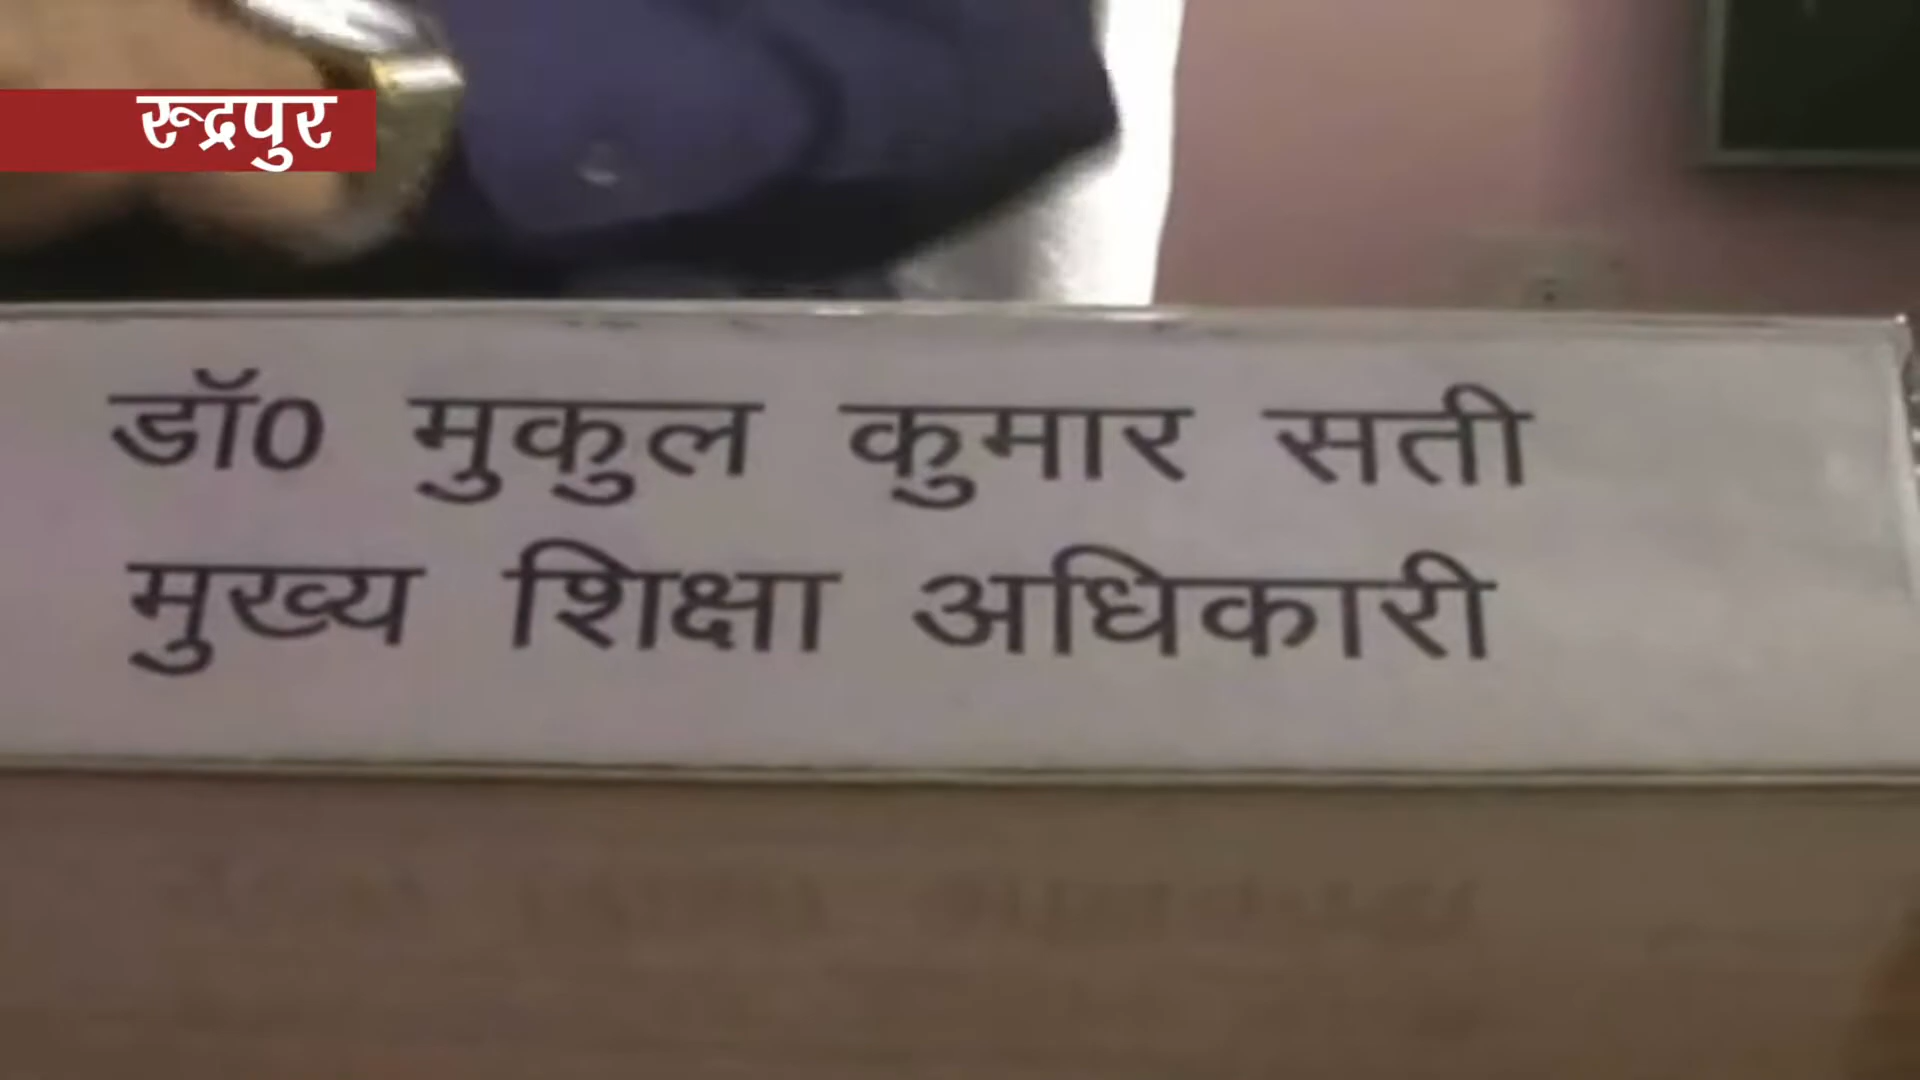 रूद्रपुर
डॉ0 मुकुल कुमार सती
मुख्य शिक्षा अधिकारी